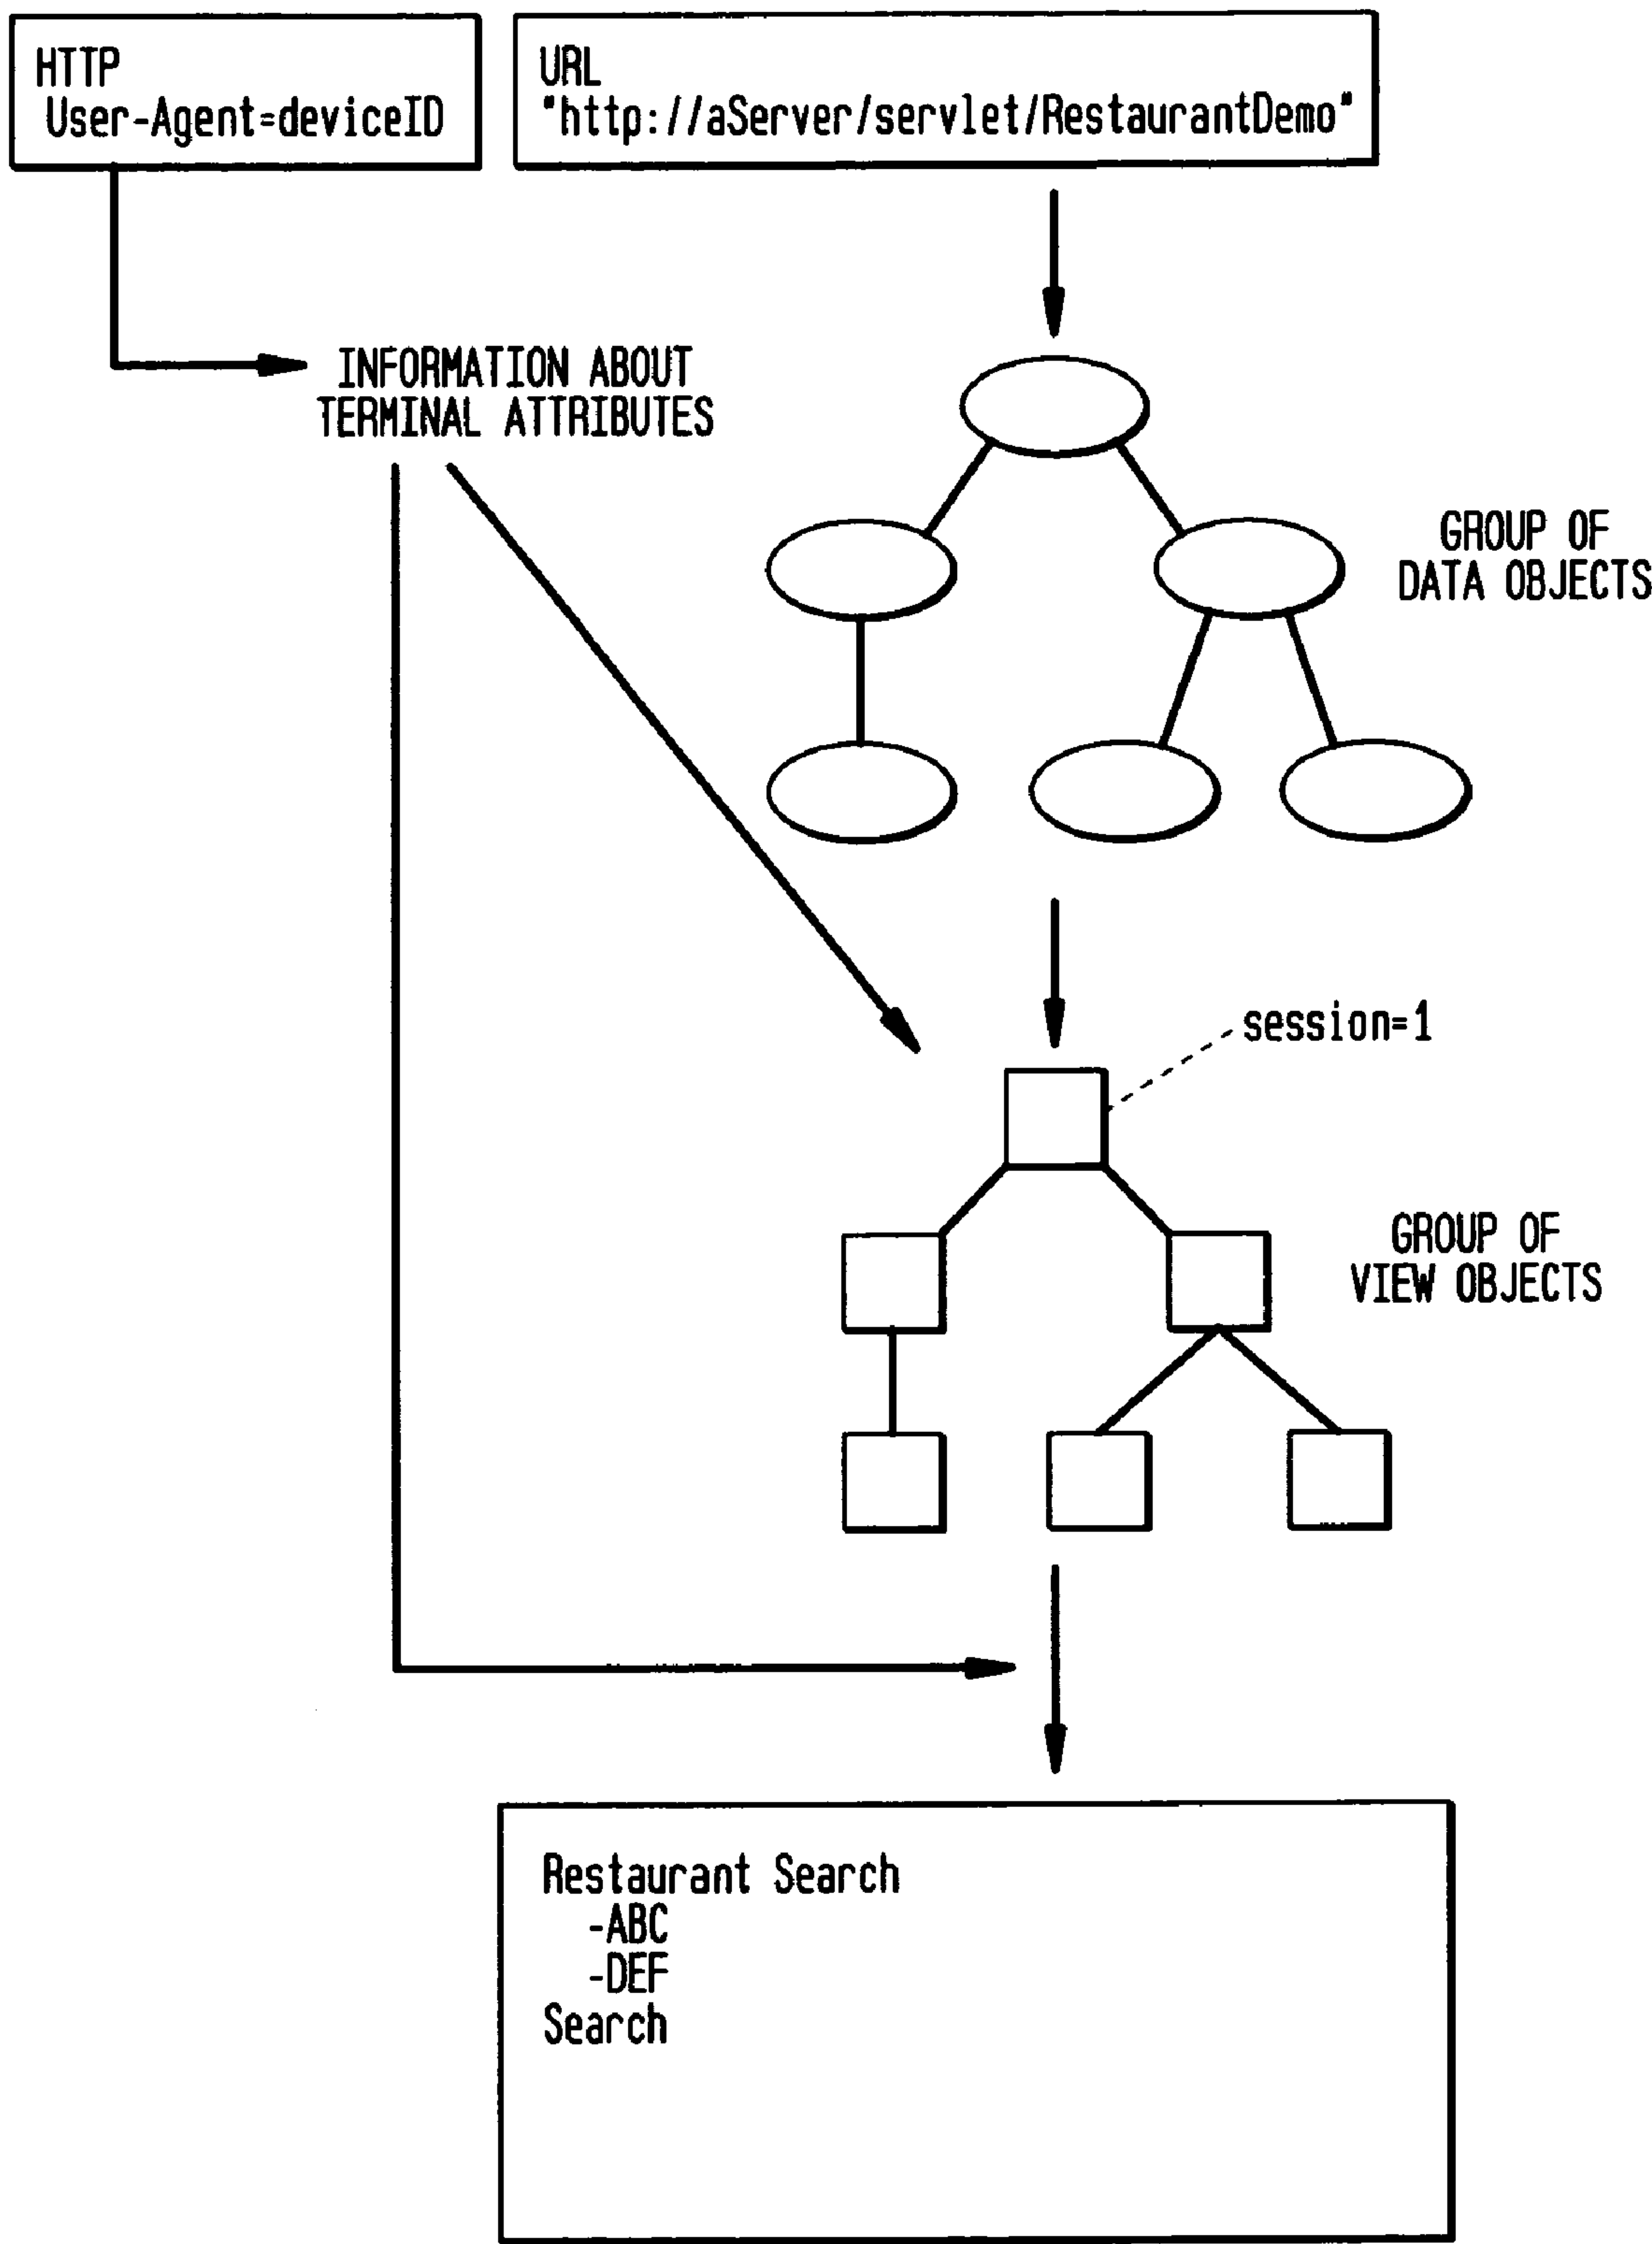 HTTP
User-Agent=deviceID
URL
"http://aServer/servlet/RestaurantDemo"
INFORMATION ABOUT
TERMINAL ATTRIBUTES
GROUP OF
DATA OBJECTS
session=1
GROUP OF
VIEW OBJECTS
Restaurant Search
-ABC
-DEF
Search